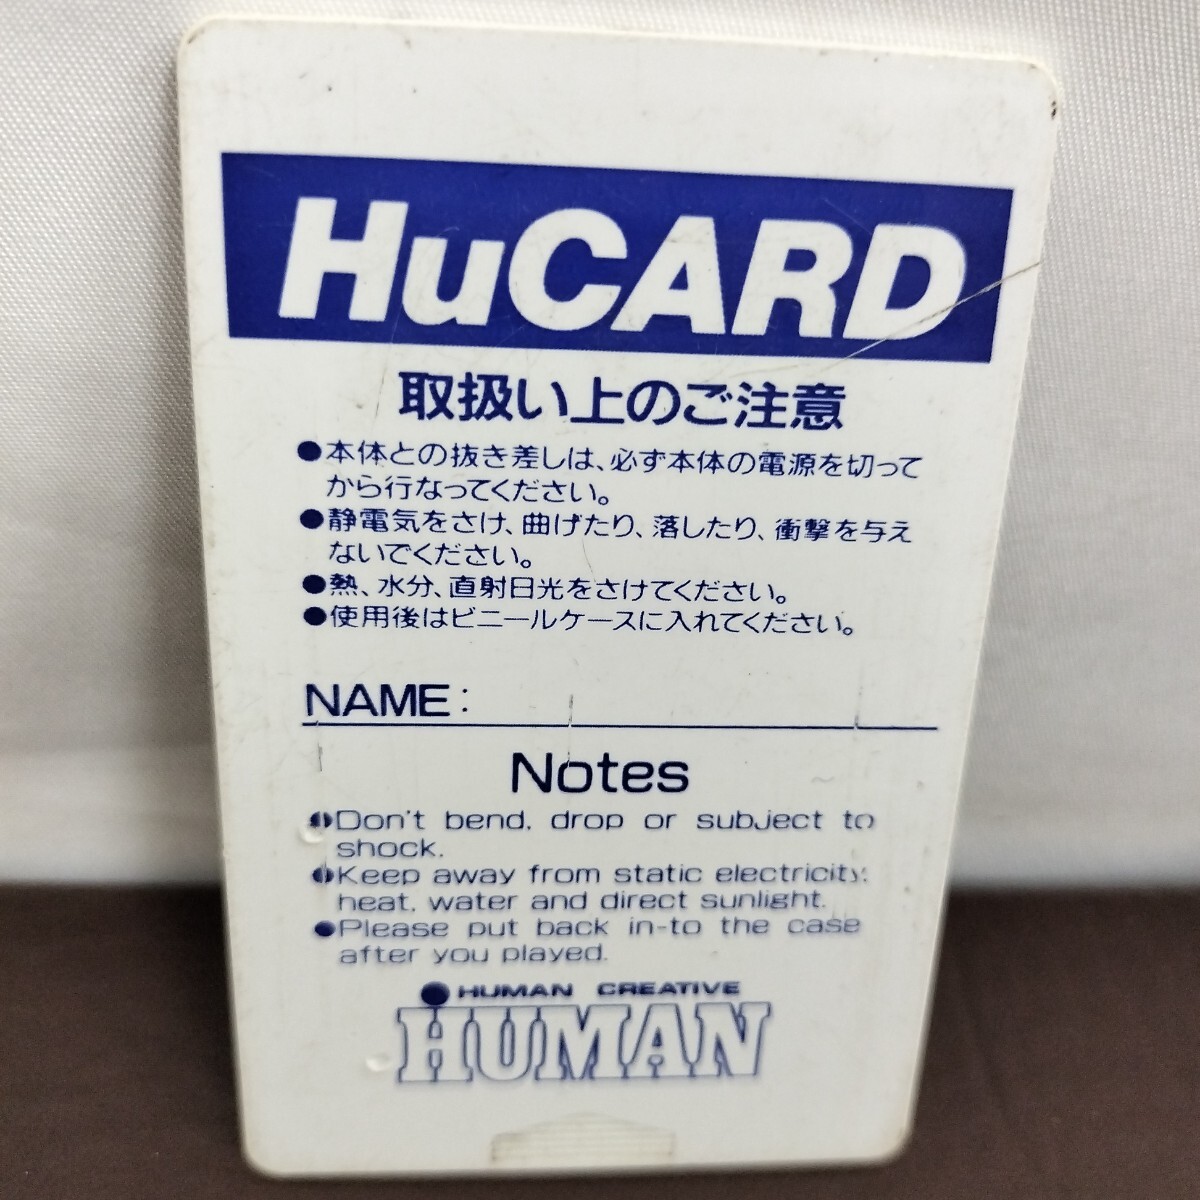 HuCARD
取扱い上のご注意
●本体との抜き差しは、必ず本体の電源を切って
から行なってください。
●静電気をさけ、曲げたり、落したり、衝撃を与え
ないでください。
●熱、水分、直射日光をさけてください。
●使用後はビニールケースに入れてください。
NAME:
Notes
●Don't bend, drop or subject to
shock.
●Keep away from static electricity,
heat, water and direct sunlight.
●Please put back in-to the case
after you played.
HUMAN CREATIVE
HUMAN